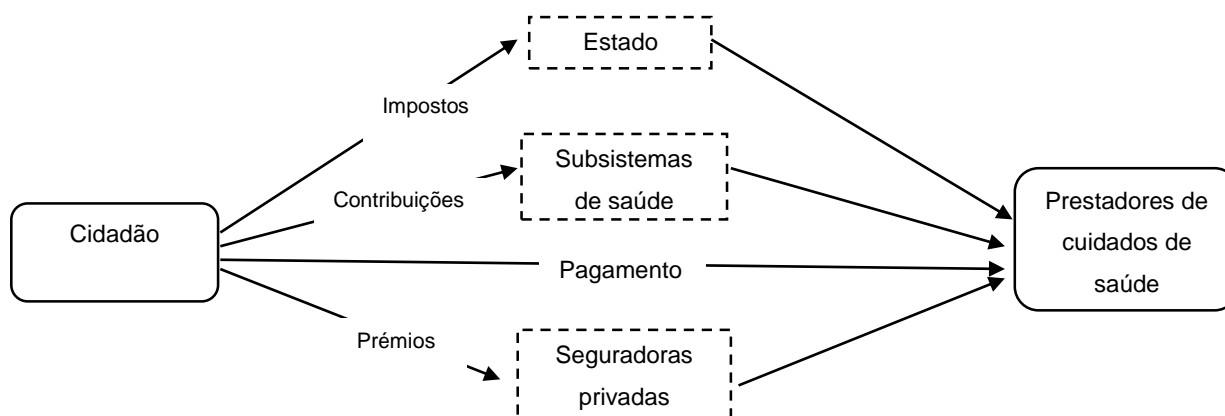 Estado
Impostos
Subsistemas
de saúde
Contribuições
Cidadão
Prestadores de
cuidados de
saúde
Pagamento
Prémios
Seguradoras
privadas